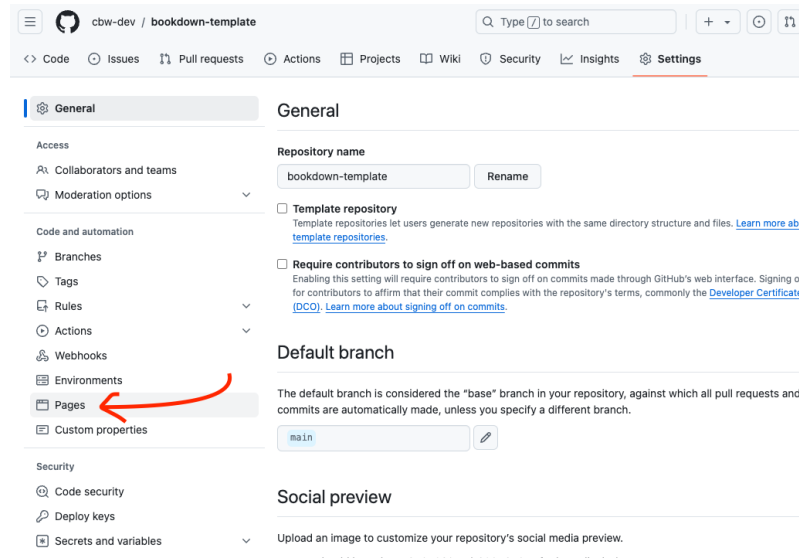 cbw-dev / bookdown-template
Type / to search
Code Issues Pull requests Actions Projects Wiki Security Insights Settings
General
Access
Collaborators and teams
Moderation options
Code and automation
Branches
Tags
Rules
Actions
Webhooks
Environments
Pages
Custom properties
Security
Code security
Deploy keys
Secrets and variables
General
Repository name
bookdown-template Rename
Template repository
Template repositories let users generate new repositories with the same directory structure and files. Learn more ab
template repositories.
Require contributors to sign off on web-based commits
Enabling this setting will require contributors to sign off on commits made through GitHub's web interface. Signing o
for contributors to affirm that their commit complies with the repository's terms, commonly the Developer Certificate
(DCO). Learn more about signing off on commits.
Default branch
The default branch is considered the “base” branch in your repository, against which all pull requests and
commits are automatically made, unless you specify a different branch.
main
Social preview
Upload an image to customize your repository's social media preview.